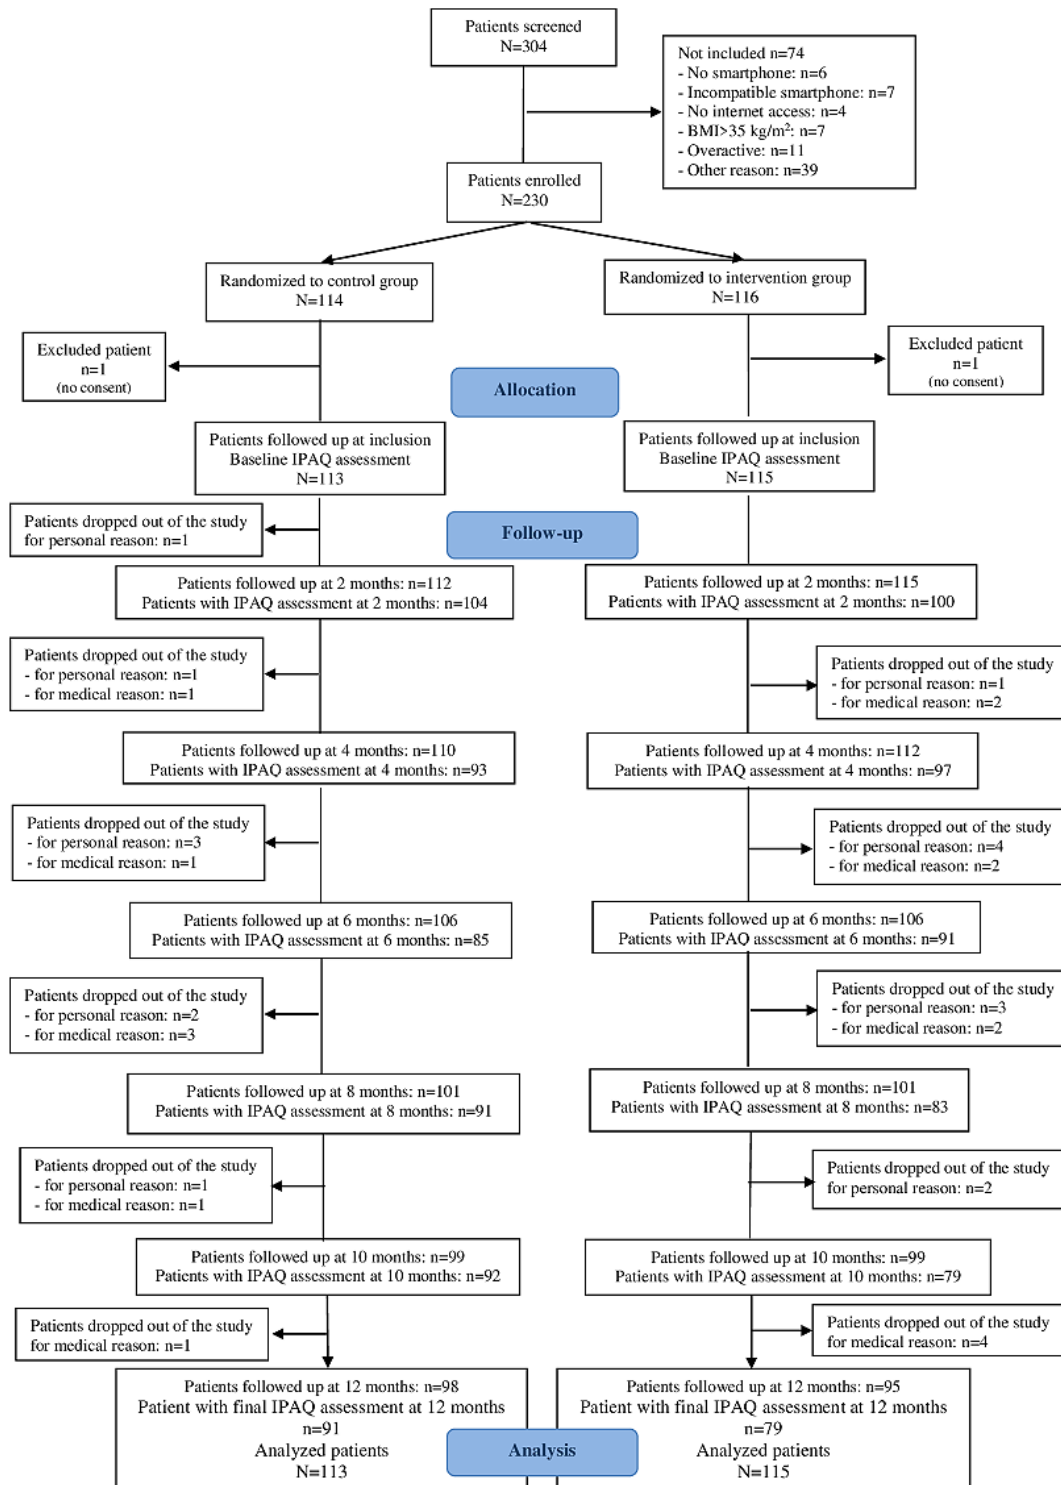 Patients screened
N=304
Not included n=74
- No smartphone: n=6
- Incompatible smartphone: n=7
- No internet access: n=4
- BMI>35 kg/m²: n=7
- Overactive: n=11
- Other reason: n=39
Patients enrolled
N=230
Randomized to control group
N=114
Randomized to intervention group
N=116
Excluded patient
n=1
(no consent)
Excluded patient
n=1
(no consent)
Allocation
Patients followed up at inclusion
Baseline IPAQ assessment
N=113
Patients followed up at inclusion
Baseline IPAQ assessment
N=115
Patients dropped out of the study
for personal reason: n=1
Follow-up
Patients followed up at 2 months: n=112
Patients with IPAQ assessment at 2 months: n=104
Patients followed up at 2 months: n=115
Patients with IPAQ assessment at 2 months: n=100
Patients dropped out of the study
- for personal reason: n=1
- for medical reason: n=1
Patients dropped out of the study
- for personal reason: n=1
- for medical reason: n=2
Patients followed up at 4 months: n=110
Patients with IPAQ assessment at 4 months: n=93
Patients followed up at 4 months: n=112
Patients with IPAQ assessment at 4 months: n=97
Patients dropped out of the study
- for personal reason: n=3
- for medical reason: n=1
Patients dropped out of the study
- for personal reason: n=4
- for medical reason: n=2
Patients followed up at 6 months: n=106
Patients with IPAQ assessment at 6 months: n=85
Patients followed up at 6 months: n=106
Patients with IPAQ assessment at 6 months: n=91
Patients dropped out of the study
- for personal reason: n=2
- for medical reason: n=3
Patients dropped out of the study
- for personal reason: n=3
- for medical reason: n=2
Patients followed up at 8 months: n=101
Patients with IPAQ assessment at 8 months: n=91
Patients followed up at 8 months: n=101
Patients with IPAQ assessment at 8 months: n=83
Patients dropped out of the study
- for personal reason: n=1
- for medical reason: n=1
Patients dropped out of the study
for personal reason: n=2
Patients followed up at 10 months: n=99
Patients with IPAQ assessment at 10 months: n=92
Patients followed up at 10 months: n=99
Patients with IPAQ assessment at 10 months: n=79
Patients dropped out of the study
for medical reason: n=1
Patients dropped out of the study
for medical reason: n=4
Patients followed up at 12 months: n=98
Patient with final IPAQ assessment at 12 months
n=91
Analyzed patients
N=113
Patients followed up at 12 months: n=95
Patient with final IPAQ assessment at 12 months
n=79
Analyzed patients
N=115
Analysis